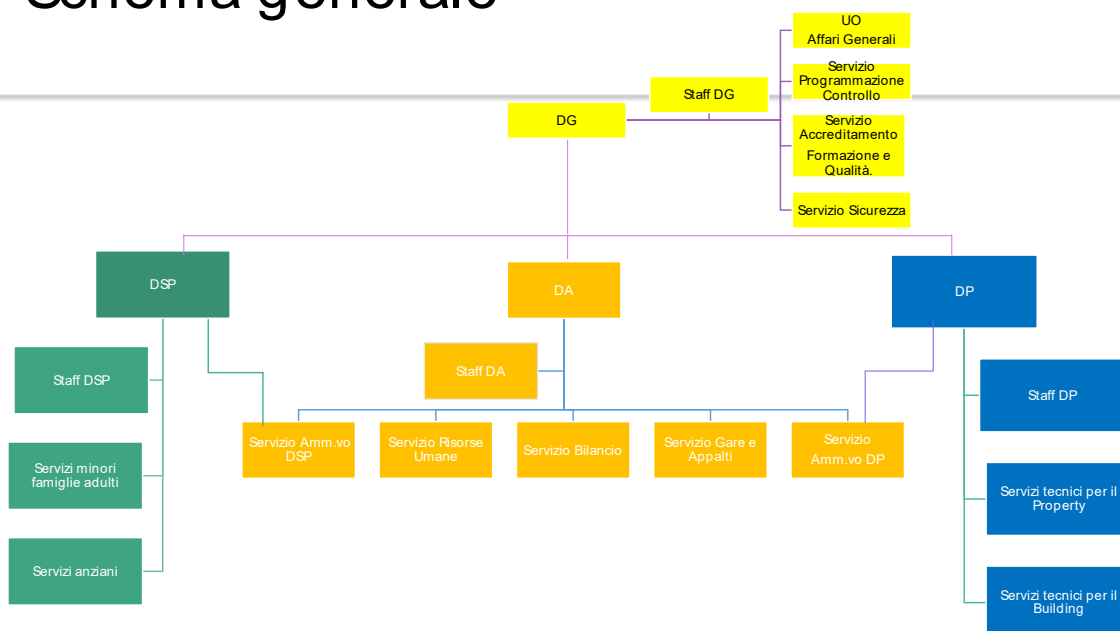 Schema generale
UO
Affari Generali
Servizio
Programmazione
Controllo
Staff DG
DG
Servizio
Accreditamento
Formazione e
Qualità.
Servizio Sicurezza
DSP
DA
DP
Staff DSP
Staff DA
Staff DP
Servizi minori
famiglie adulti
Servizio Amm.vo
DSP
Servizio Risorse
Umane
Servizio Bilancio
Servizio Gare e
Appalti
Servizio
Amm.vo DP
Servizi tecnici per il
Property
Servizi anziani
Servizi tecnici per il
Building